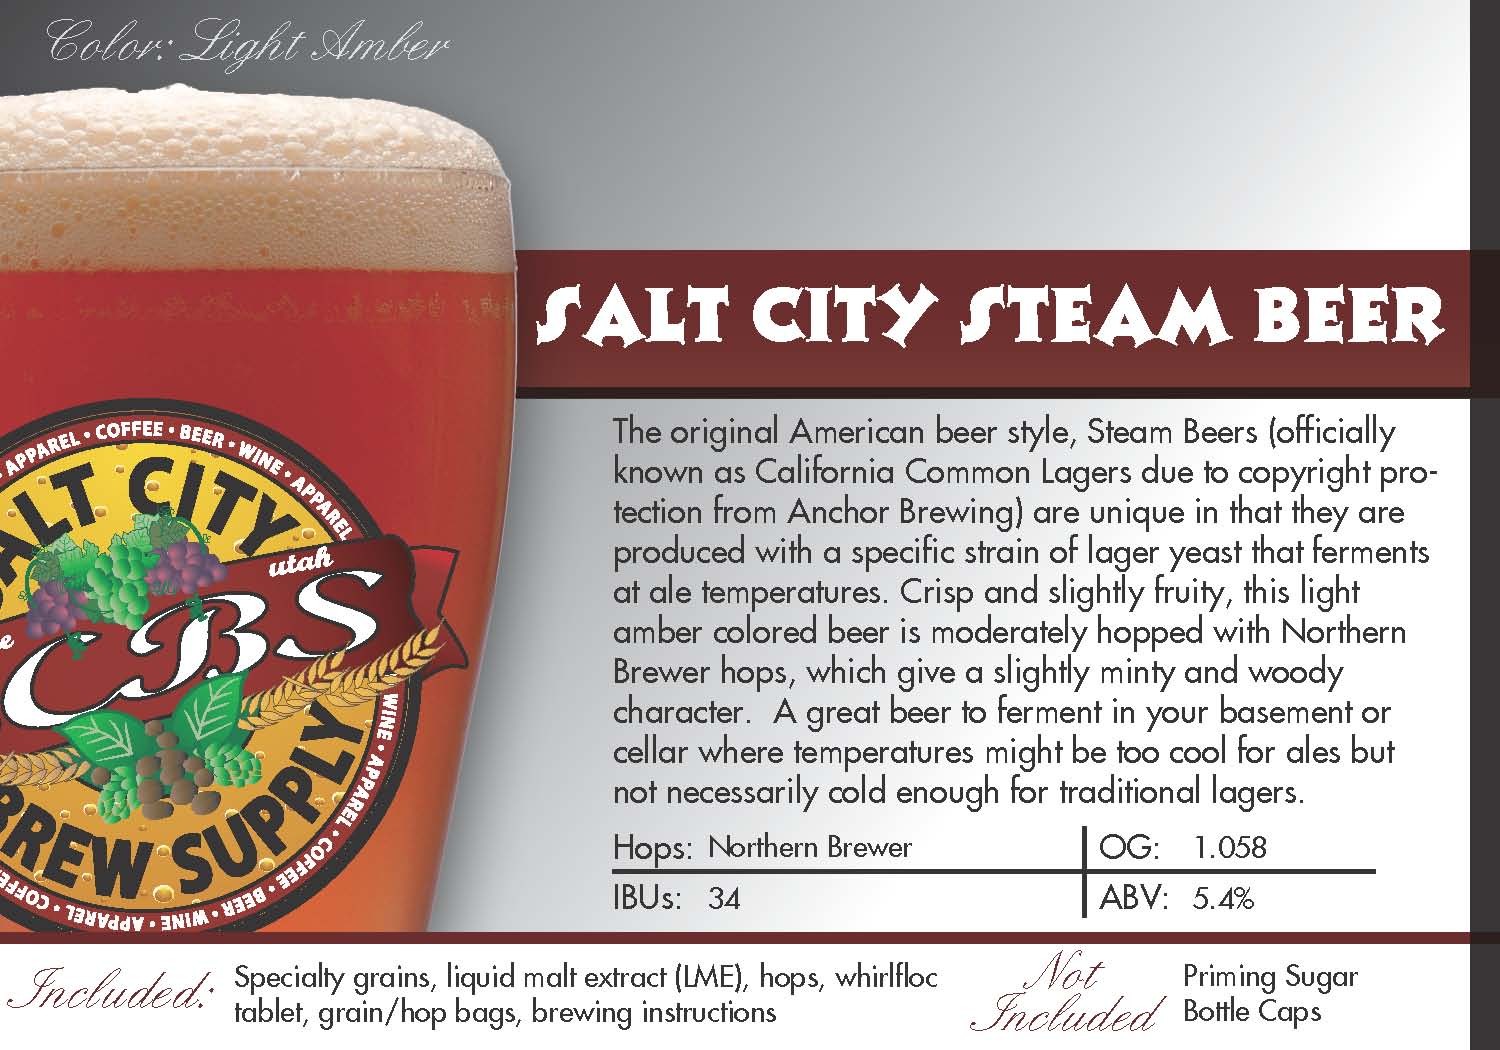 Color: Light Amber
SALT CITY STEAM BEER
The original American beer style, Steam Beers (officially
known as California Common Lagers due to copyright pro-
tection from Anchor Brewing) are unique in that they are
produced with a specific strain of lager yeast that ferments
at ale temperatures. Crisp and slightly fruity, this light
amber colored beer is moderately hopped with Northern
Brewer hops, which give a slightly minty and woody
character.  A great beer to ferment in your basement or
cellar where temperatures might be too cool for ales but
not necessarily cold enough for traditional lagers.
Hops: Northern Brewer
OG: 1.058
IBUs: 34
ABV: 5.4%
APPAREL • COFFEE • BEER • WINE • APPAREL
ALT CITY
utah
CBS
BREW SUPPLY
WINE • APPAREL • COFFEE • BEER • WINE • APPAREL • COFFEE
Included: Specialty grains, liquid malt extract (LME), hops, whirlfloc
tablet, grain/hop bags, brewing instructions
Not Included
Priming Sugar
Bottle Caps